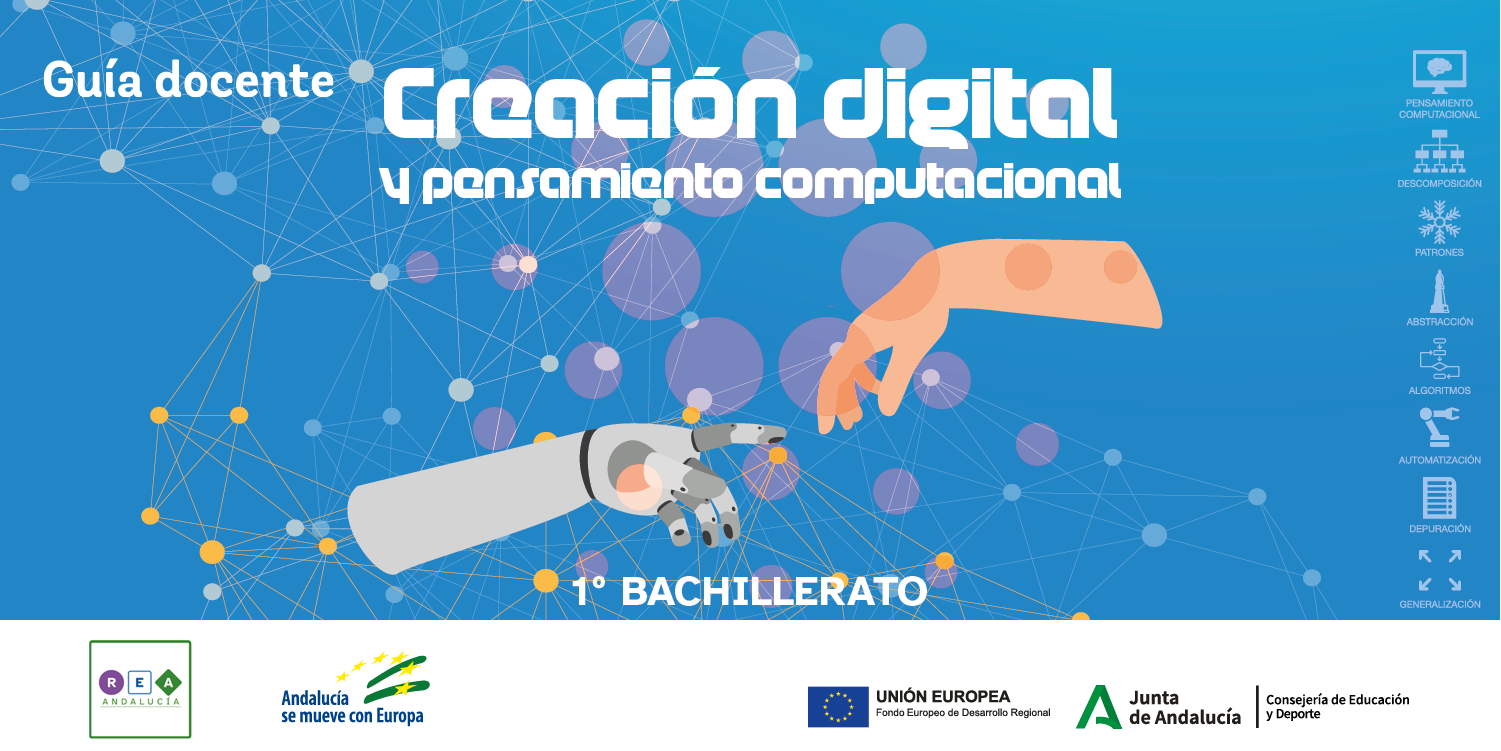 Guía docente
Creación digital
y pensamiento computacional
PENSAMIENTO
COMPUTACIONAL
DESCOMPOSICIÓN
PATRONES
ABSTRACCIÓN
ALGORITMOS
AUTOMATIZACIÓN
DEPURACIÓN
GENERALIZACIÓN
1º BACHILLERATO
R E A
ANDALUCÍA
Andalucía
se mueve con Europa
UNIÓN EUROPEA
Fondo Europeo de Desarrollo Regional
Junta
de Andalucía
Consejería de Educación
y Deporte